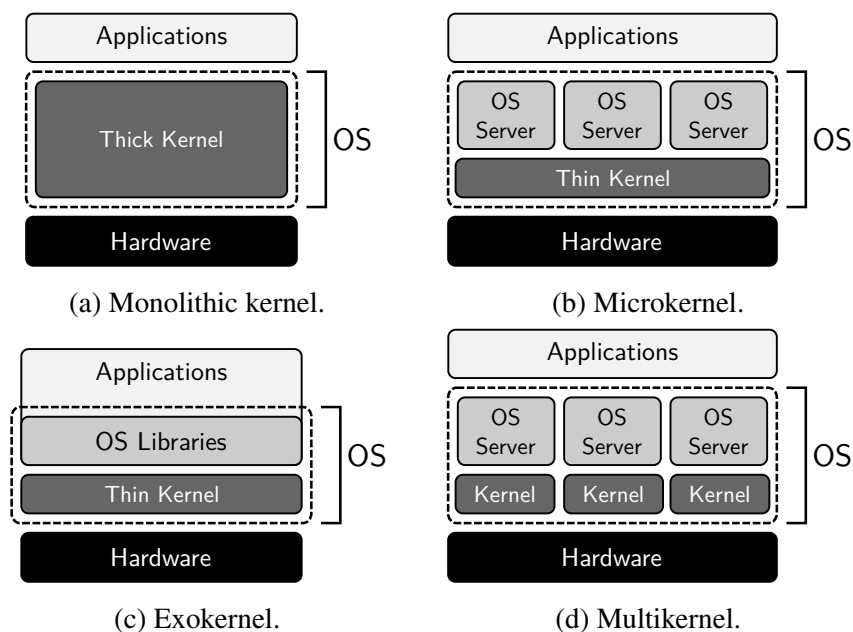 Applications
Thick Kernel
OS
Hardware
(a) Monolithic kernel.
Applications
OS
Server
OS
Server
OS
Server
Thin Kernel
OS
Hardware
(b) Microkernel.
Applications
OS Libraries
Thin Kernel
OS
Hardware
(c) Exokernel.
Applications
OS
Server
OS
Server
OS
Server
Kernel
Kernel
Kernel
OS
Hardware
(d) Multikernel.